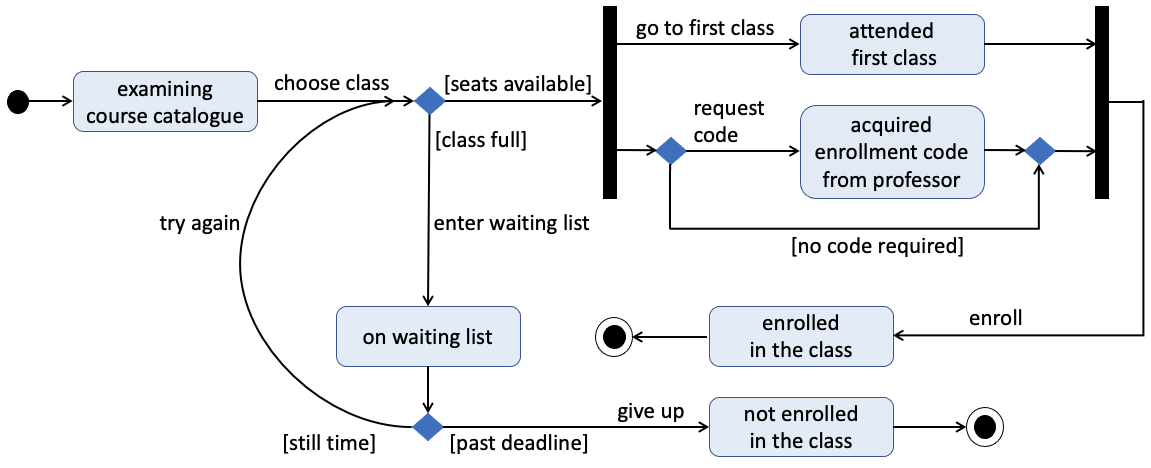 examining
course catalogue
choose class
[seats available]
[class full]
go to first class
attended
first class
request
code
acquired
enrollment code
from professor
[no code required]
try again
enter waiting list
on waiting list
enrolled
in the class
enroll
[still time]
[past deadline]
give up
not enrolled
in the class